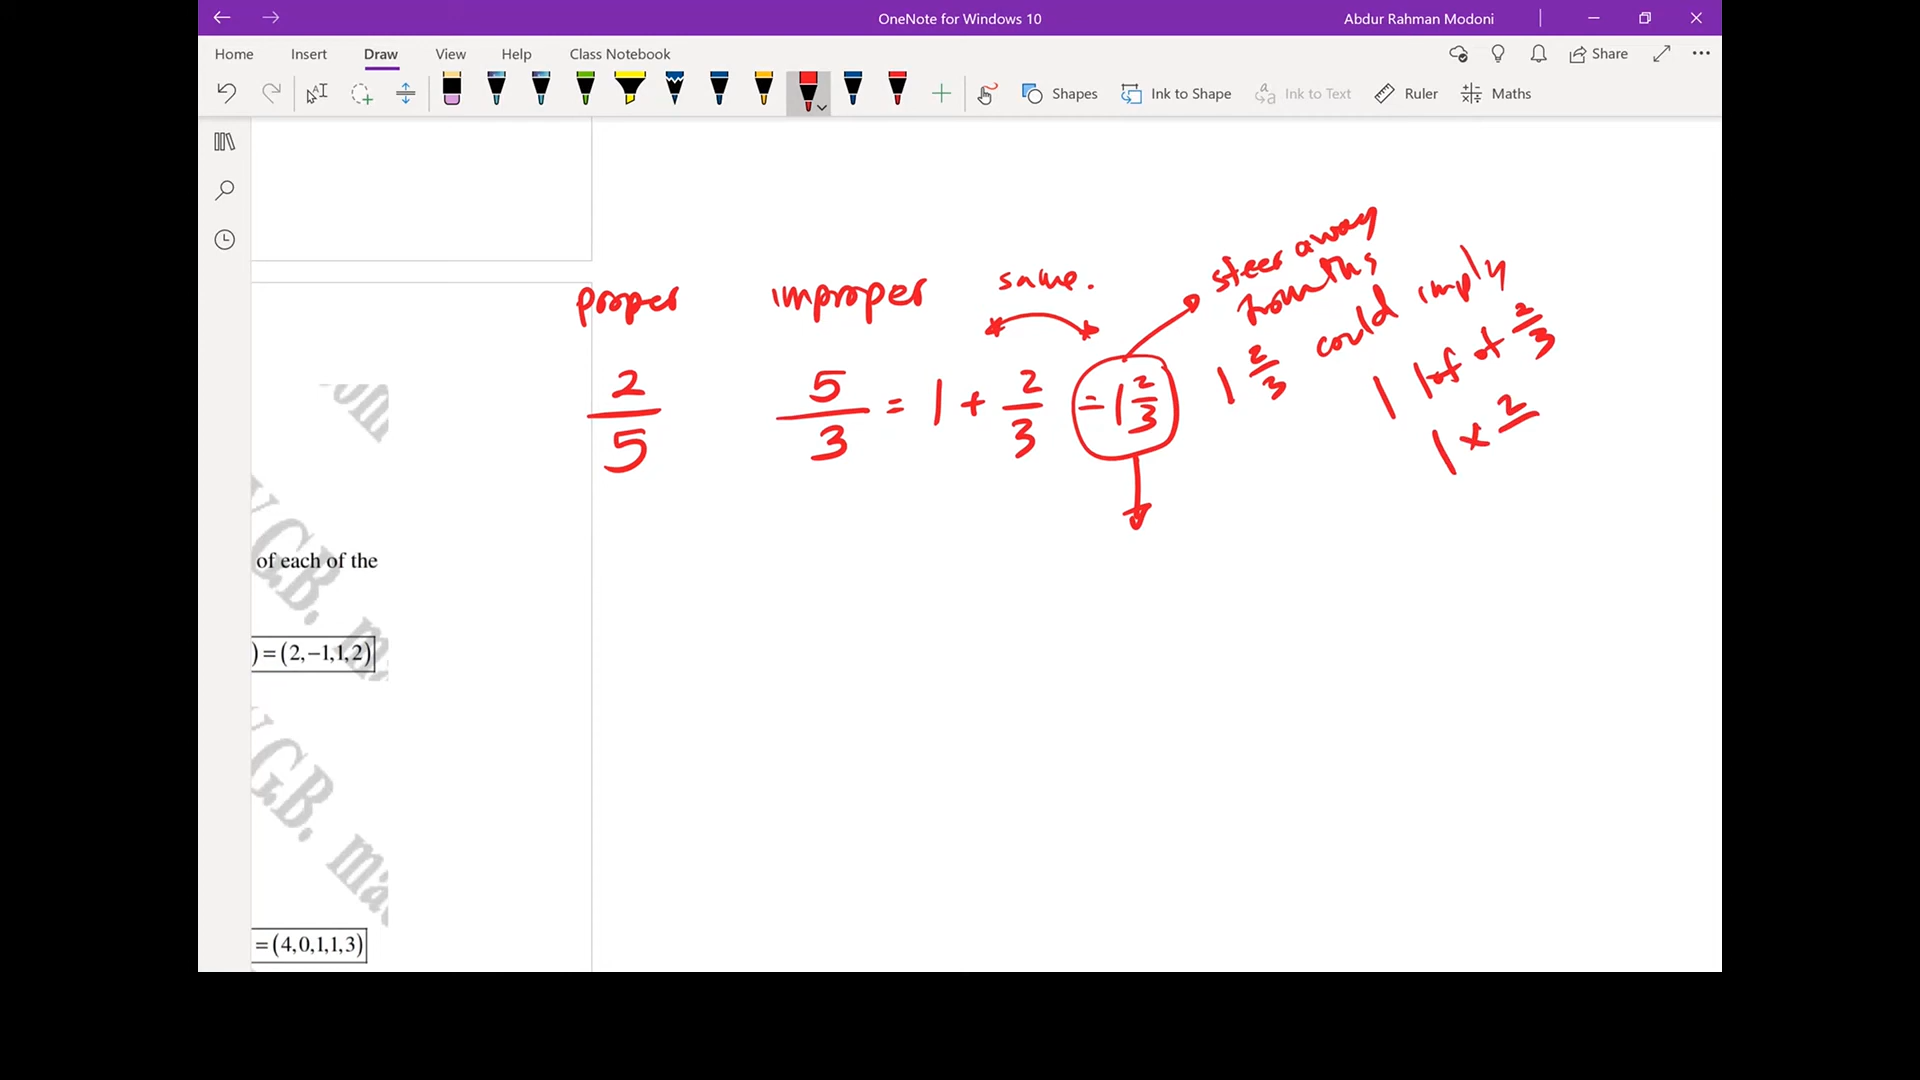 OneNote for Windows 10
Abdur Rahman Modoni
Home Insert Draw View Help Class Notebook
Share
Shapes Ink to Shape Ink to Text Ruler Maths
proper improper same.
steer away
from this
2/5
5/3 = 1 + 2/3 = 1 2/3
1 2/3 could imply
1 lot of 2/3
1 × 2
om
Y.G.B. ma
of each of the
) = (2,−1,1,2)
Y.G.B. ma
= (4,0,1,1,3)